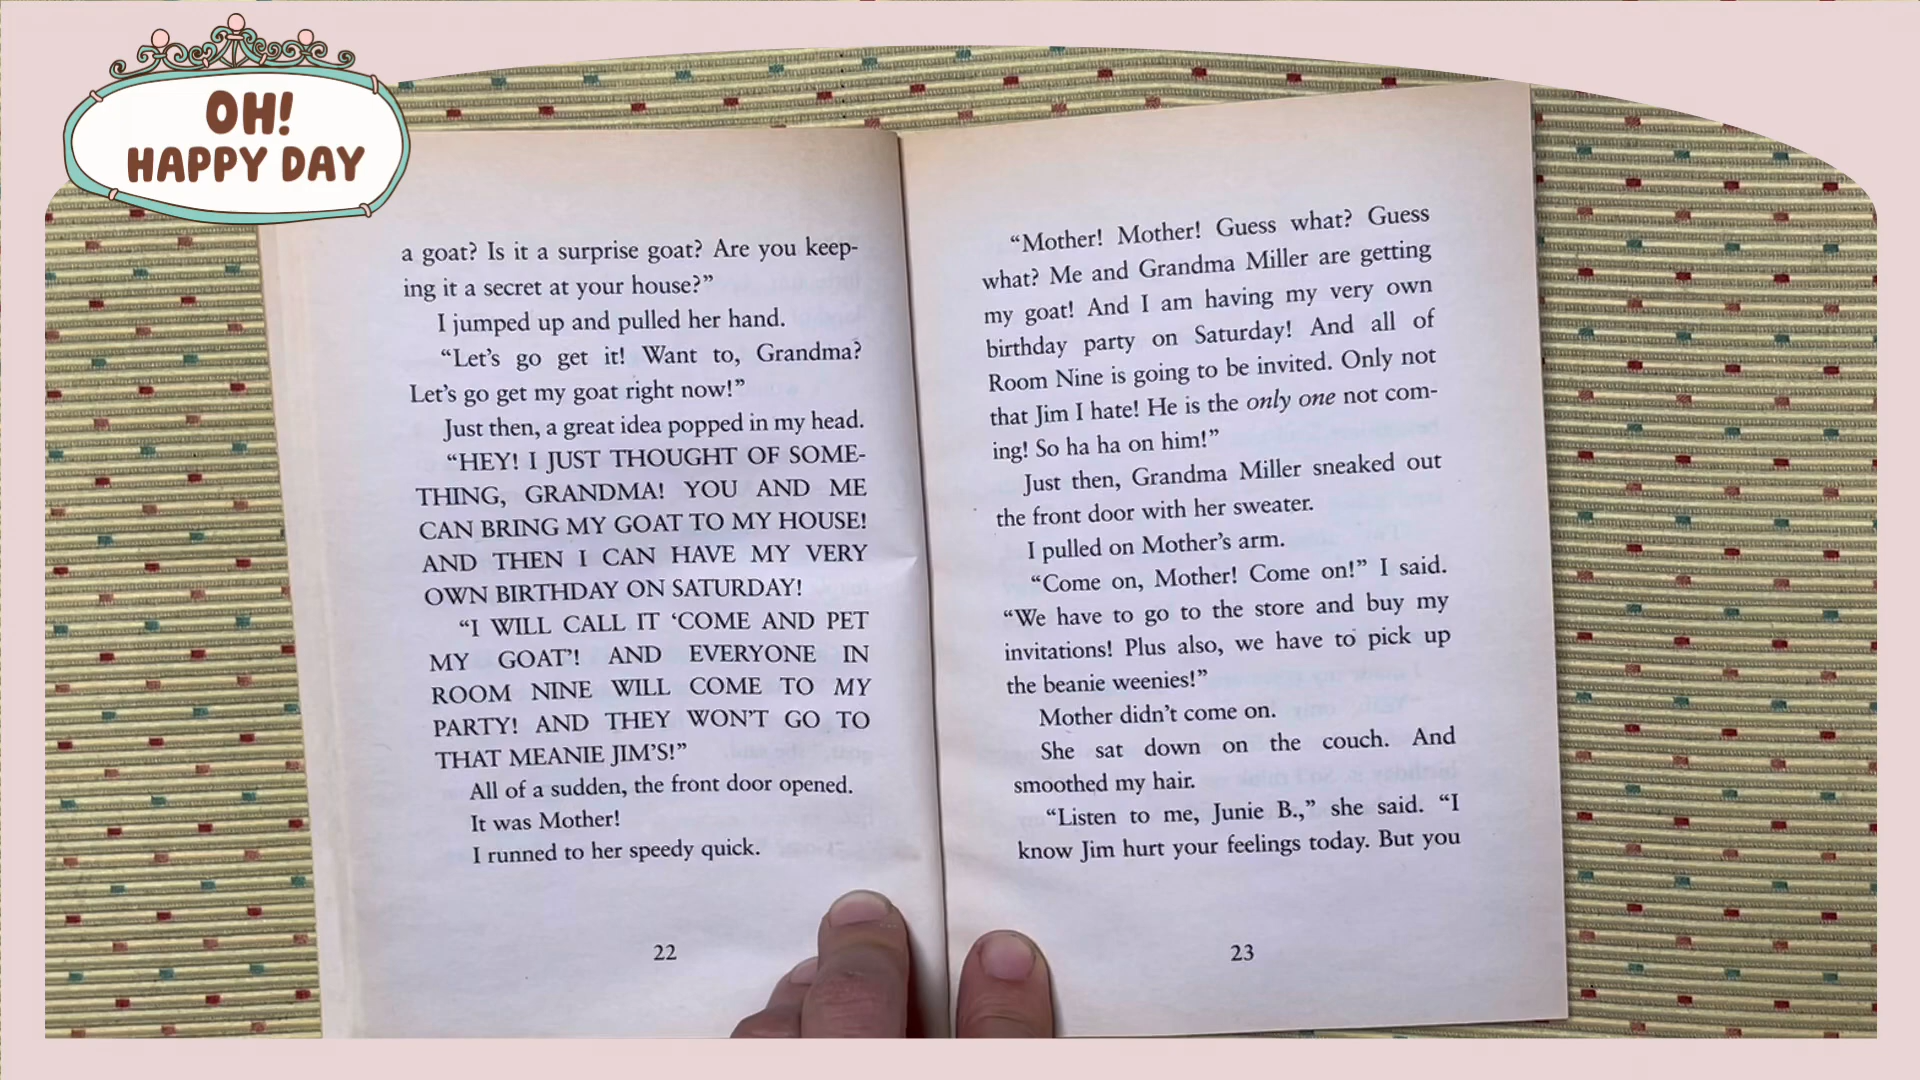 OH!
HAPPY DAY
a goat? Is it a surprise goat? Are you keep-
ing it a secret at your house?”
I jumped up and pulled her hand.
“Let’s go get it! Want to, Grandma?
Let’s go get my goat right now!”
Just then, a great idea popped in my head.
“HEY! I JUST THOUGHT OF SOME-
THING, GRANDMA! YOU AND ME
CAN BRING MY GOAT TO MY HOUSE!
AND THEN I CAN HAVE MY VERY
OWN BIRTHDAY ON SATURDAY!
“I WILL CALL IT ‘COME AND PET
MY GOAT’! AND EVERYONE IN
ROOM NINE WILL COME TO MY
PARTY! AND THEY WON’T GO TO
THAT MEANIE JIM’S!”
All of a sudden, the front door opened.
It was Mother!
I runned to her speedy quick.
22
“Mother! Mother! Guess what? Guess
what? Me and Grandma Miller are getting
my goat! And I am having my very own
birthday party on Saturday! And all of
Room Nine is going to be invited. Only not
that Jim I hate! He is the only one not com-
ing! So ha ha on him!”
Just then, Grandma Miller sneaked out
the front door with her sweater.
I pulled on Mother’s arm.
“Come on, Mother! Come on!” I said.
“We have to go to the store and buy my
invitations! Plus also, we have to pick up
the beanie weenies!”
Mother didn’t come on.
She sat down on the couch. And
smoothed my hair.
“Listen to me, Junie B.,” she said. “I
know Jim hurt your feelings today. But you
23